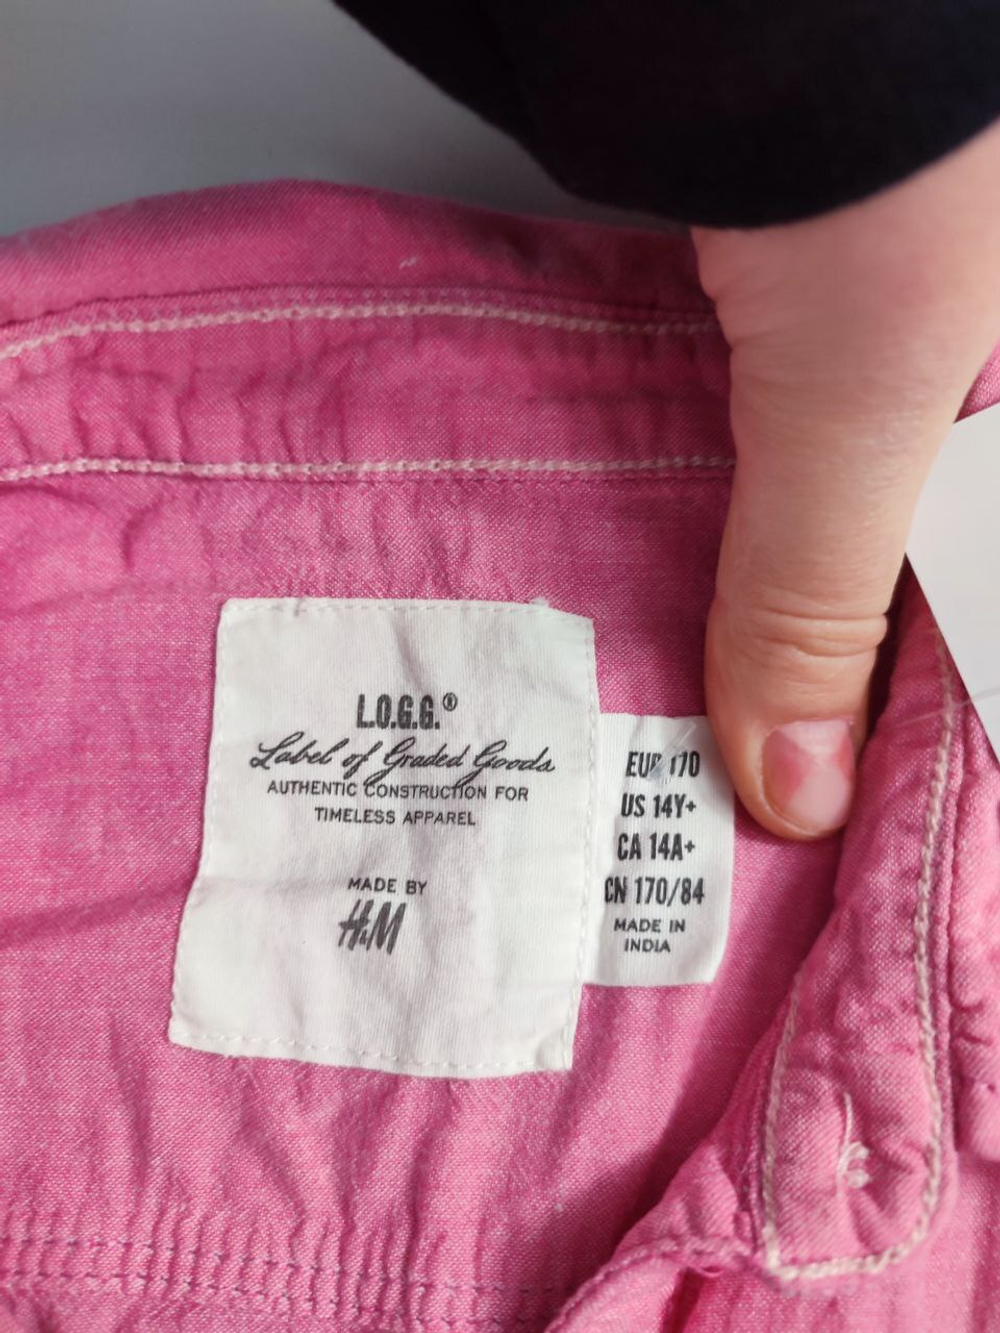 L.O.G.G.®
Label of Graded Goods
AUTHENTIC CONSTRUCTION FOR
TIMELESS APPAREL
MADE BY
H&M
EUR 170
US 14Y+
CA 14A+
CN 170/84
MADE IN
INDIA